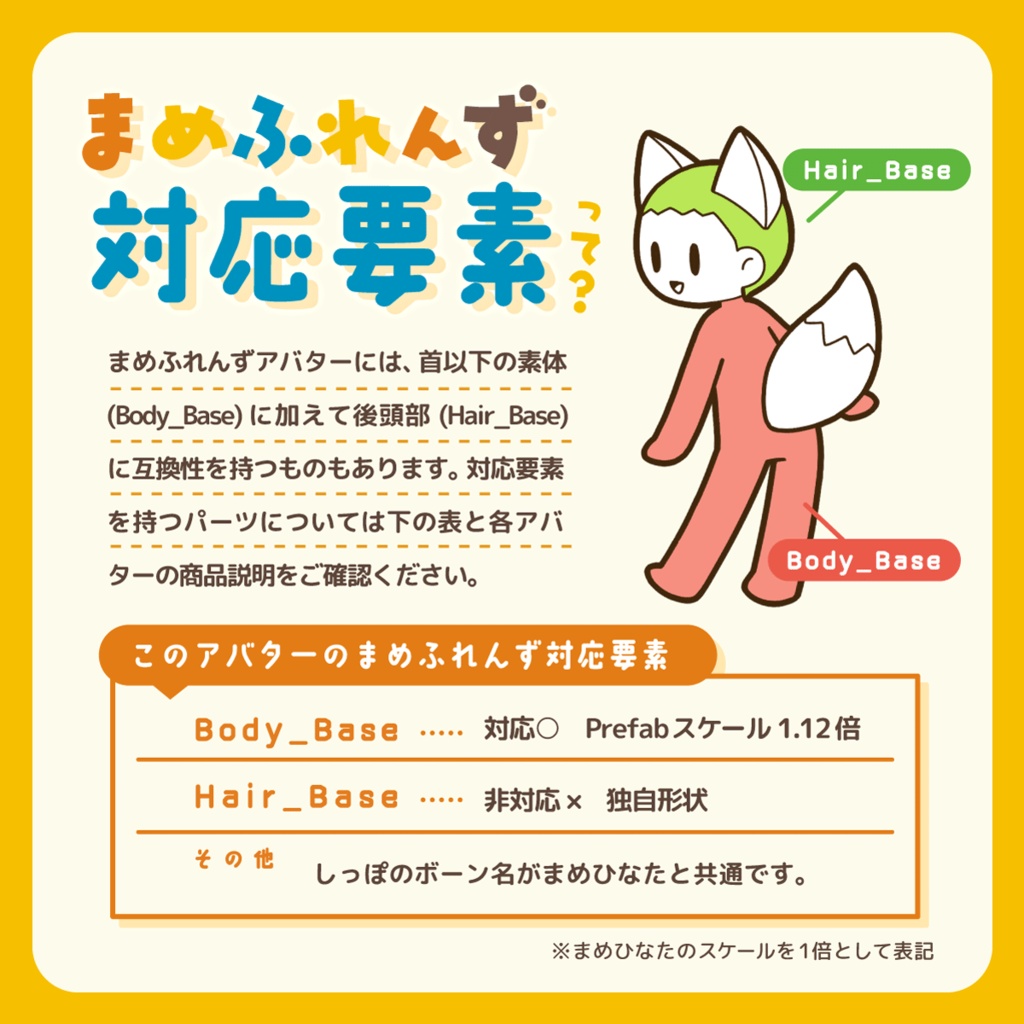 まめふれんず
対応要素って？
Hair_Base
まめふれんずアバターには、首以下の素体
(Body_Base) に加えて後頭部 (Hair_Base)
に互換性を持つものもあります。対応要素
を持つパーツについては下の表と各アバ
ターの商品説明をご確認ください。
Body_Base
このアバターのまめふれんず対応要素
Body_Base ····· 対応○　Prefabスケール 1.12倍
Hair_Base ····· 非対応×　独自形状
その他　しっぽのボーン名がまめひなたと共通です。
※まめひなたのスケールを1倍として表記